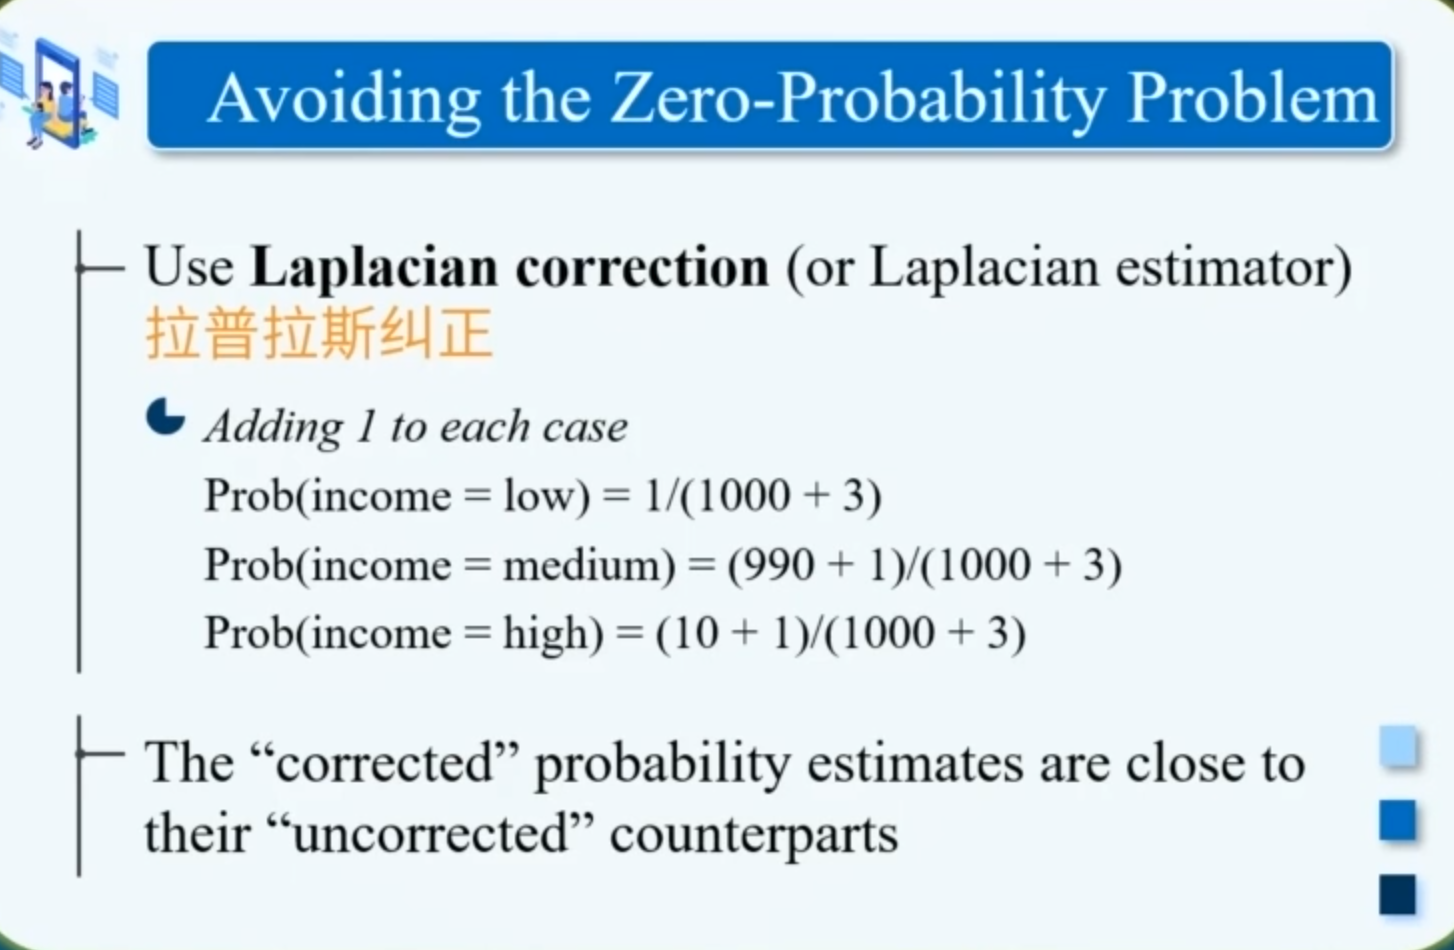 Avoiding the Zero-Probability Problem
Use Laplacian correction (or Laplacian estimator)
拉普拉斯纠正
Adding 1 to each case
Prob(income = low) = 1/(1000 + 3)
Prob(income = medium) = (990 + 1)/(1000 + 3)
Prob(income = high) = (10 + 1)/(1000 + 3)
The “corrected” probability estimates are close to
their “uncorrected” counterparts